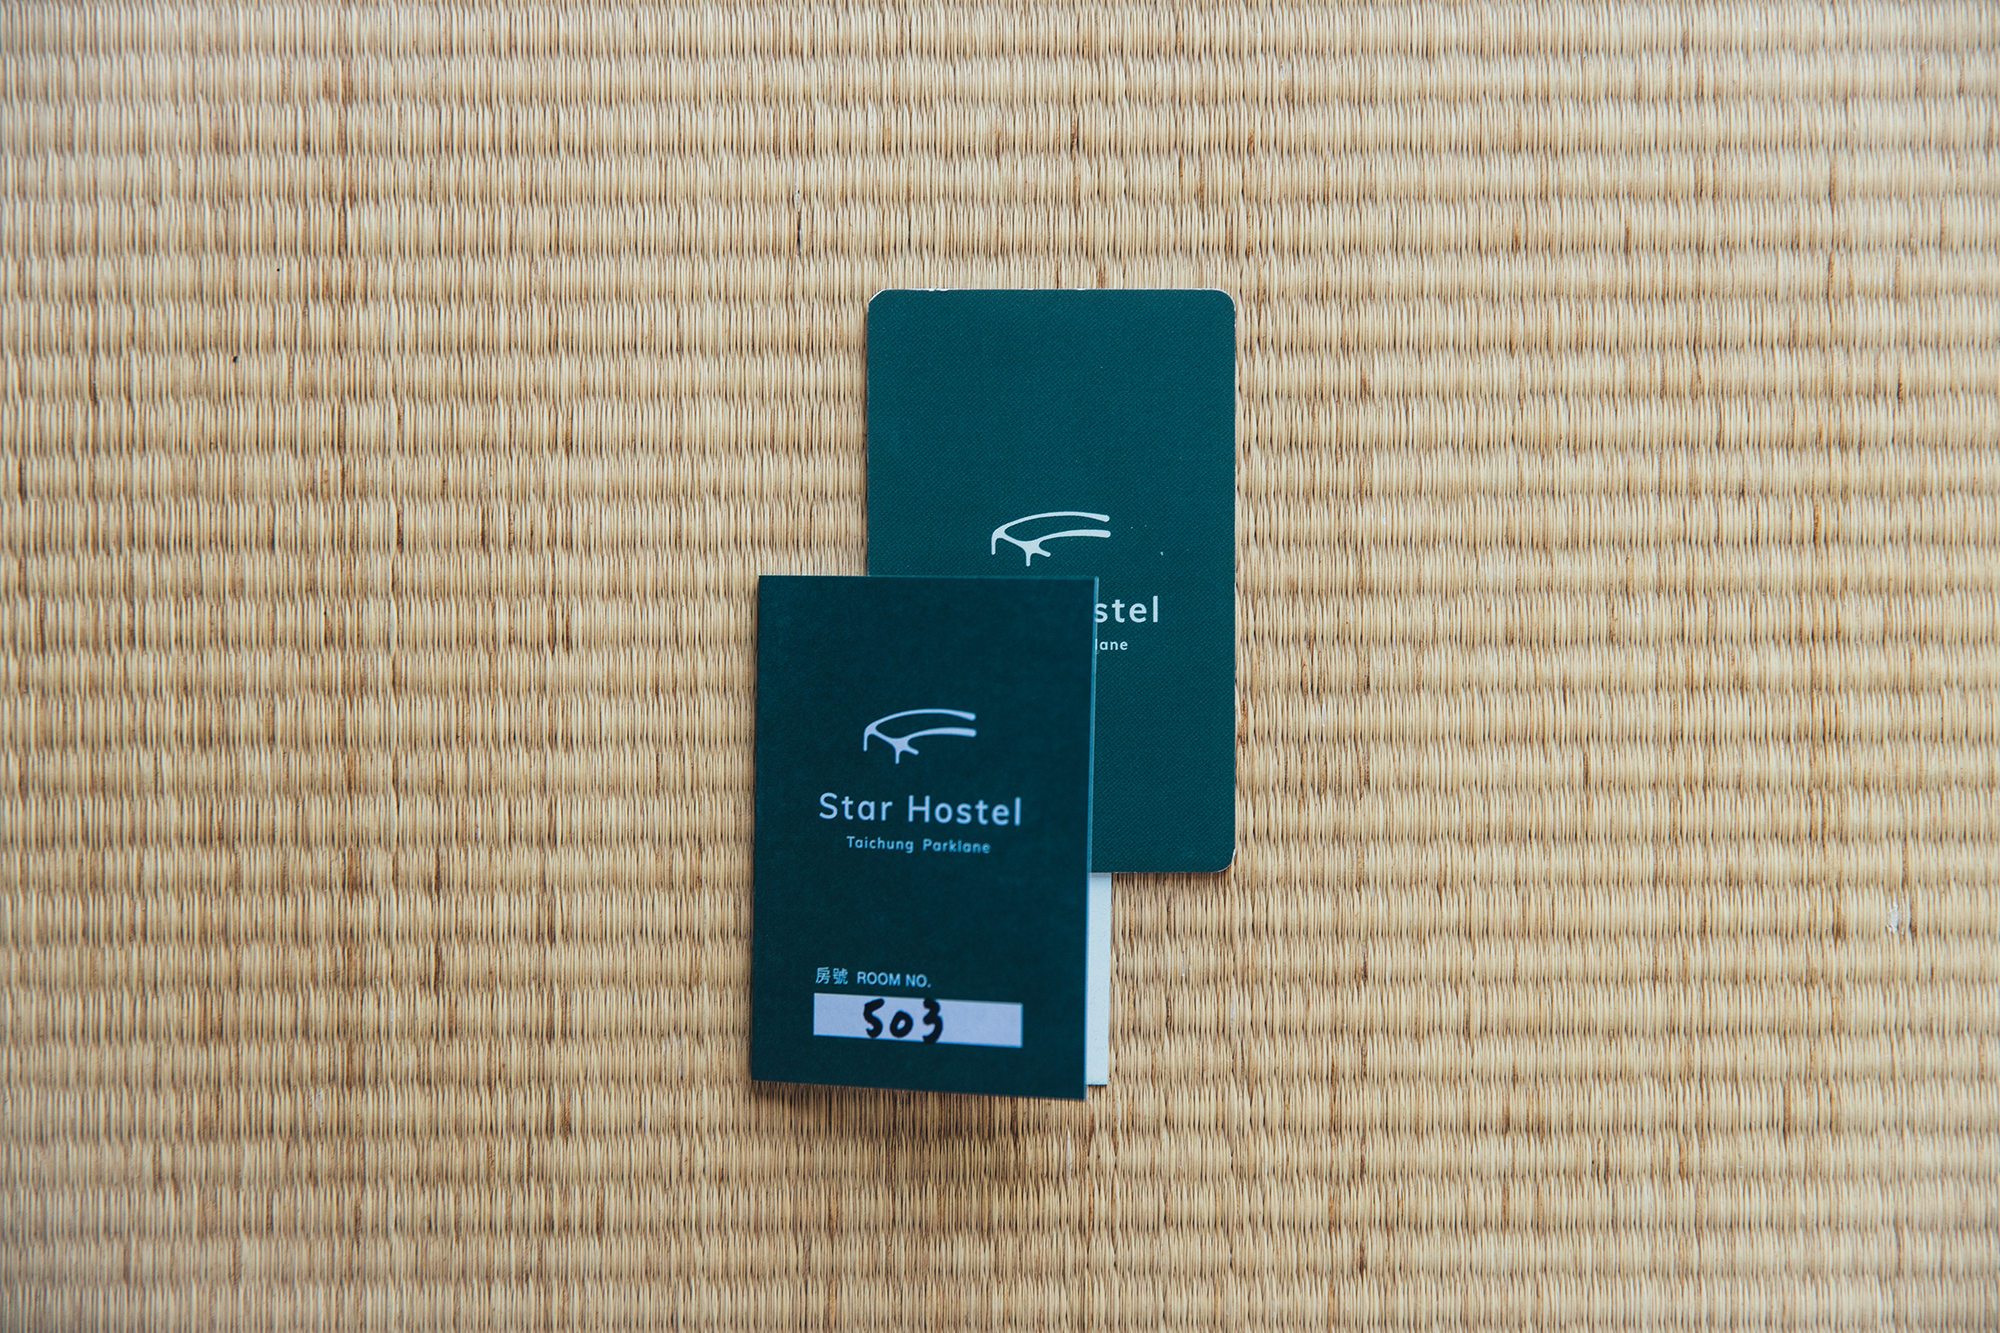 stel
lane
Star Hostel
Taichung Parklane
房號 ROOM NO.
503